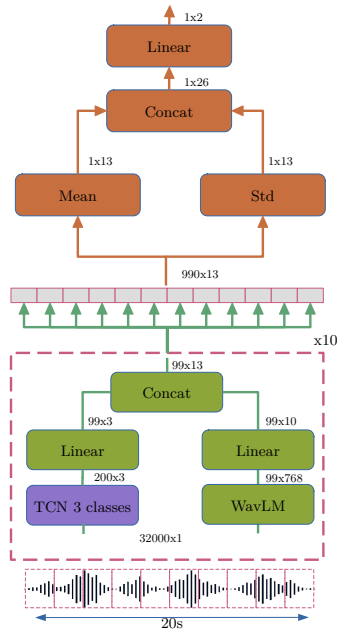 1x2
Linear
1x26
Concat
1x13
1x13
Mean
Std
990x13
x10
99x13
Concat
99x3
99x10
Linear
Linear
200x3
99x768
TCN 3 classes
WavLM
32000x1
20s